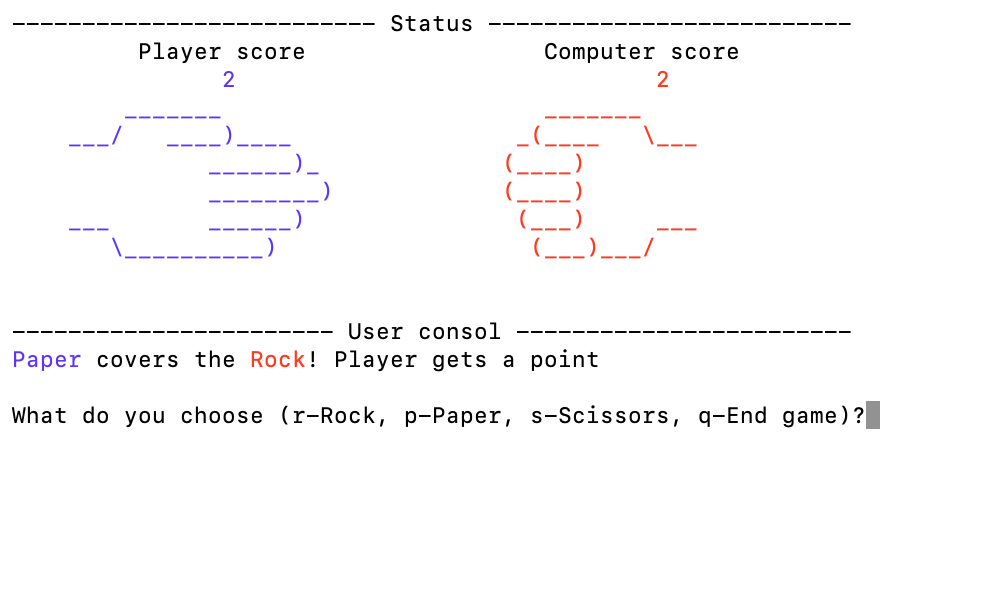 -------------------------- Status --------------------------
Player score Computer score
2 2
_______ _______
___/ ____)____ _(____ \___
______)_ (____)
________) (____)
___ ______) (___) ___
\__________) (___)___/
----------------------- User consol ------------------------
Paper covers the Rock! Player gets a point
What do you choose (r-Rock, p-Paper, s-Scissors, q-End game)?